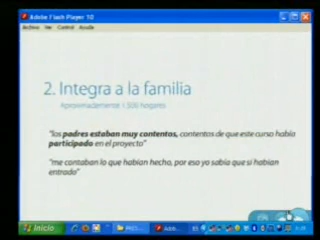 Adobe Flash Player 10
Archivo Ver Control Ayuda
2. Integra a la familia
Aproximadamente 1.500 hogares
"los padres estaban muy contentos, contentos de que este curso había
participado en el proyecto"
"me contaban lo que habían hecho, por eso yo sabía que si habían
entrado"
Inicio